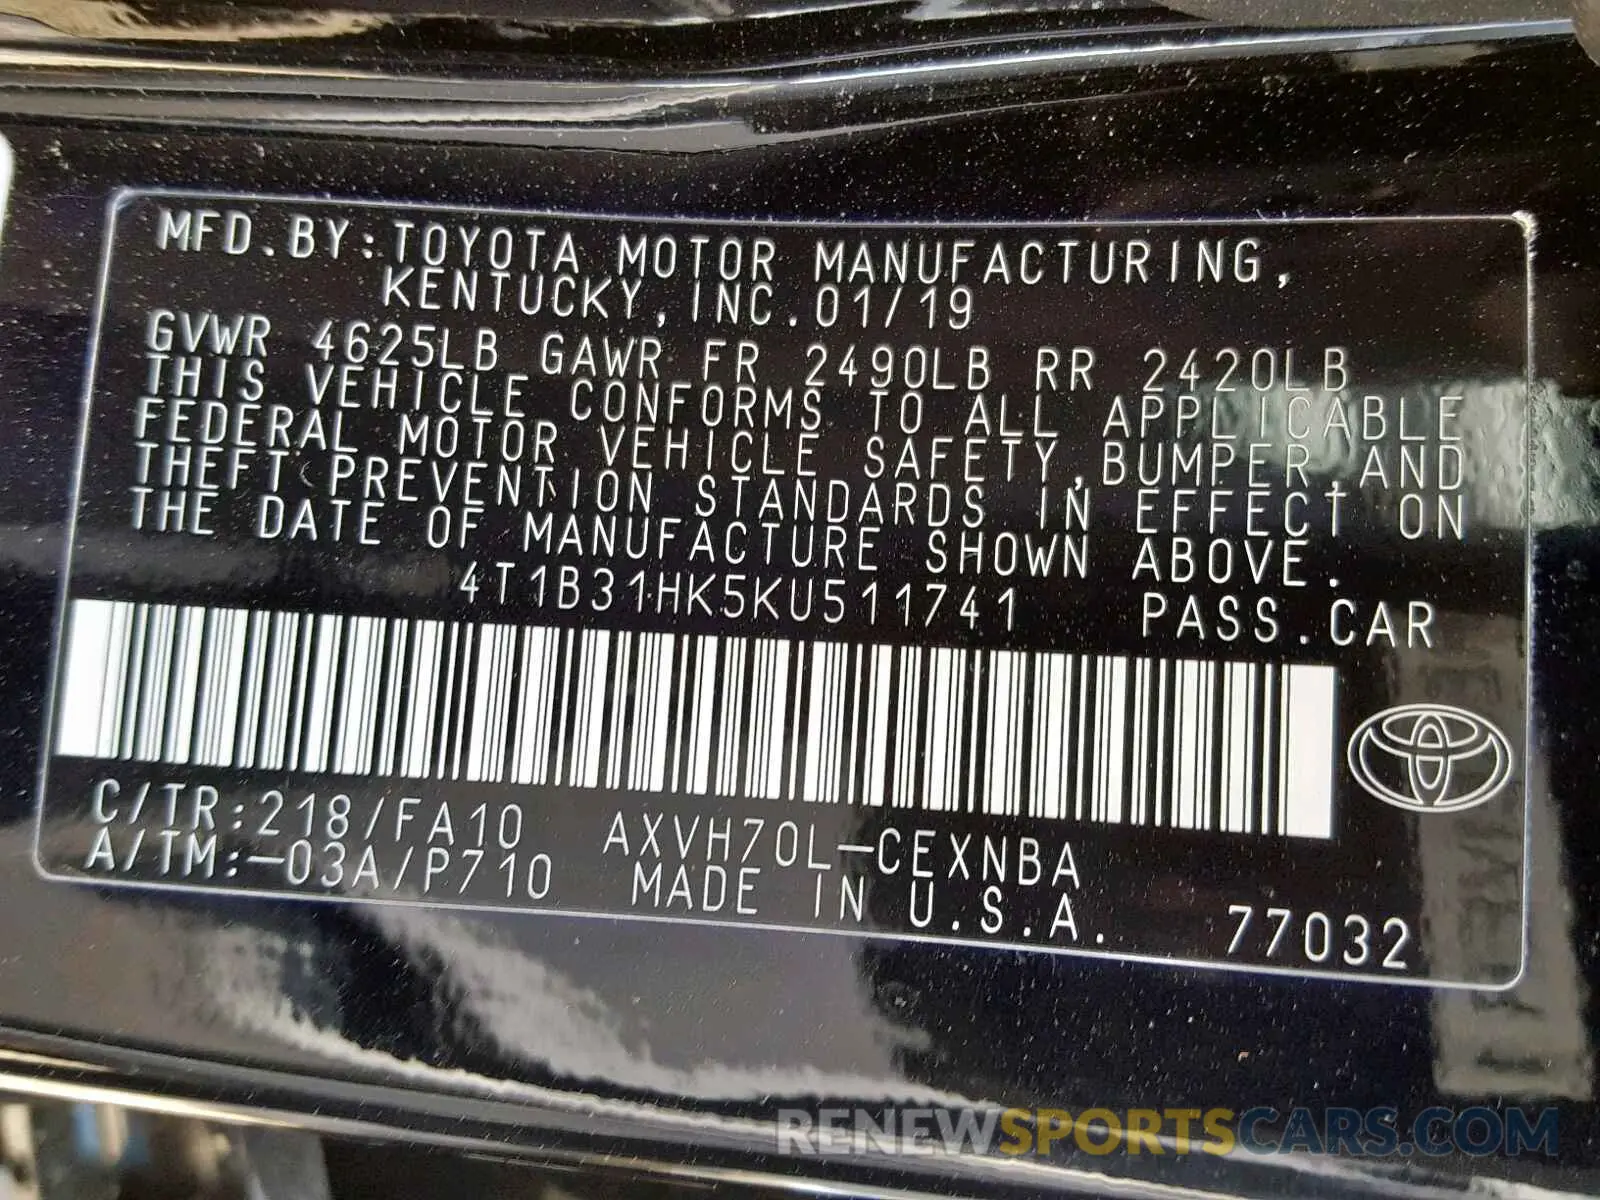 MFD.BY:TOYOTA MOTOR MANUFACTURING,
KENTUCKY,INC.01/19
GVWR 4625LB GAWR FR 2490LB RR 2420LB
THIS VEHICLE CONFORMS TO ALL APPLICABLE
FEDERAL MOTOR VEHICLE SAFETY,BUMPER,AND
THEFT PREVENTION STANDARDS IN EFFECT ON
THE DATE OF MANUFACTURE SHOWN ABOVE.
4T1B31HK5KU511741 PASS.CAR
C/TR:218/FA10 AXVH70L-CEXNBA
A/TM:-03A/P710 MADE IN U.S.A. 77032
RENEWSPORTSCARS.COM